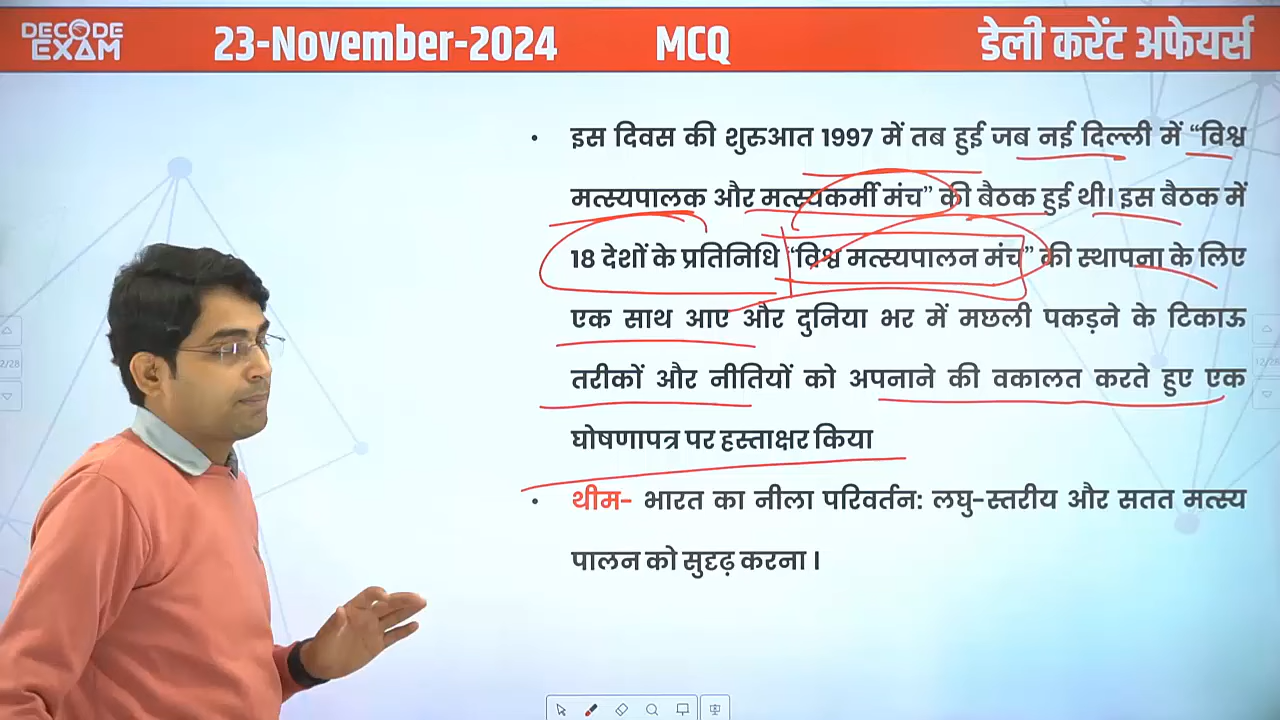 DECODE
EXAM
23-November-2024
MCQ
डेली करेंट अफेयर्स
• इस दिवस की शुरुआत 1997 में तब हुई जब नई दिल्ली में “विश्व
मत्स्यपालक और मत्स्यकर्मी मंच” की बैठक हुई थी। इस बैठक में
18 देशों के प्रतिनिधि “विश्व मत्स्यपालन मंच” की स्थापना के लिए
एक साथ आए और दुनिया भर में मछली पकड़ने के टिकाऊ
तरीकों और नीतियों को अपनाने की वकालत करते हुए एक
घोषणापत्र पर हस्ताक्षर किया
• थीम- भारत का नीला परिवर्तन: लघु-स्तरीय और सतत मत्स्य
पालन को सुदृढ़ करना ।
12/28